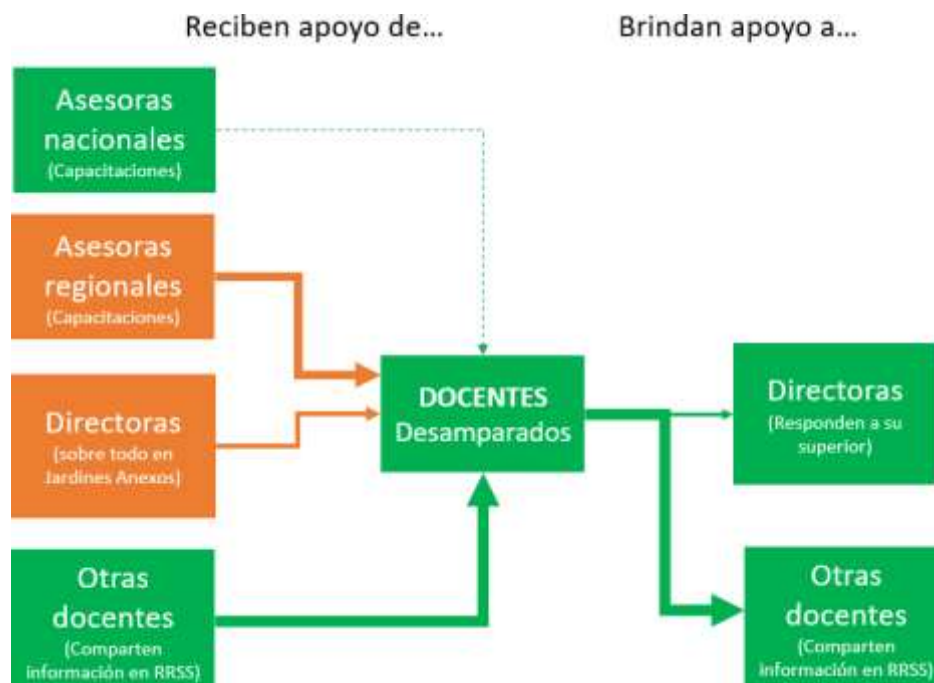 Reciben apoyo de...
Brindan apoyo a...
Asesoras
nacionales
(Capacitaciones)
Asesoras
regionales
(Capacitaciones)
Directoras
(sobre todo en
Jardines Anexos)
Otras
docentes
(Comparten
información en RRSS)
DOCENTES
Desamparados
Directoras
(Responden a su
superior)
Otras
docentes
(Comparten
información en RRSS)